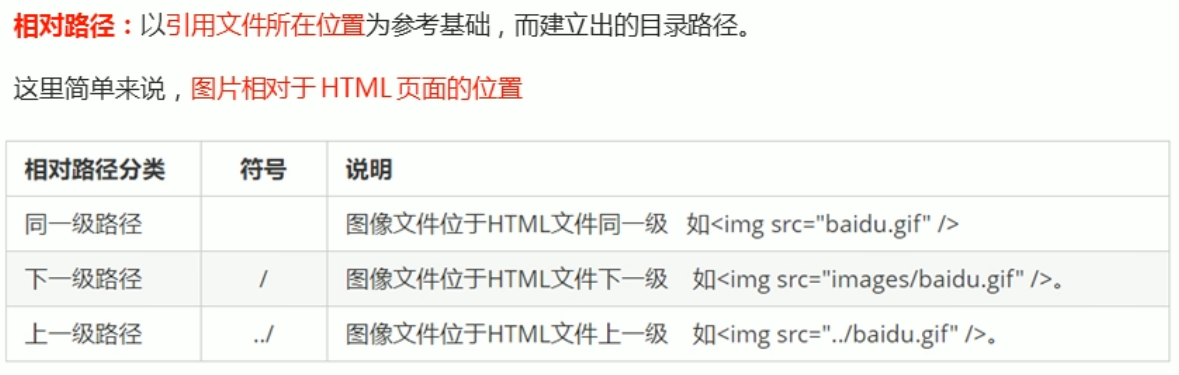 相对路径：以引用文件所在位置为参考基础，而建立出的目录路径。
这里简单来说，图片相对于 HTML 页面的位置
相对路径分类 符号 说明
同一级路径 图像文件位于HTML文件同一级 如<img src="baidu.gif" />
下一级路径 / 图像文件位于HTML文件下一级 如<img src="images/baidu.gif" />。
上一级路径 ../ 图像文件位于HTML文件上一级 如<img src="../baidu.gif" />。